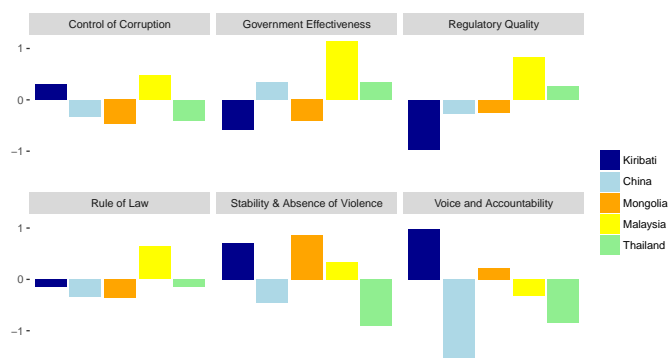 Control of Corruption
Government Effectiveness
Regulatory Quality
1
0
−1
Rule of Law
Stability & Absence of Violence
Voice and Accountability
1
0
−1
Kiribati
China
Mongolia
Malaysia
Thailand